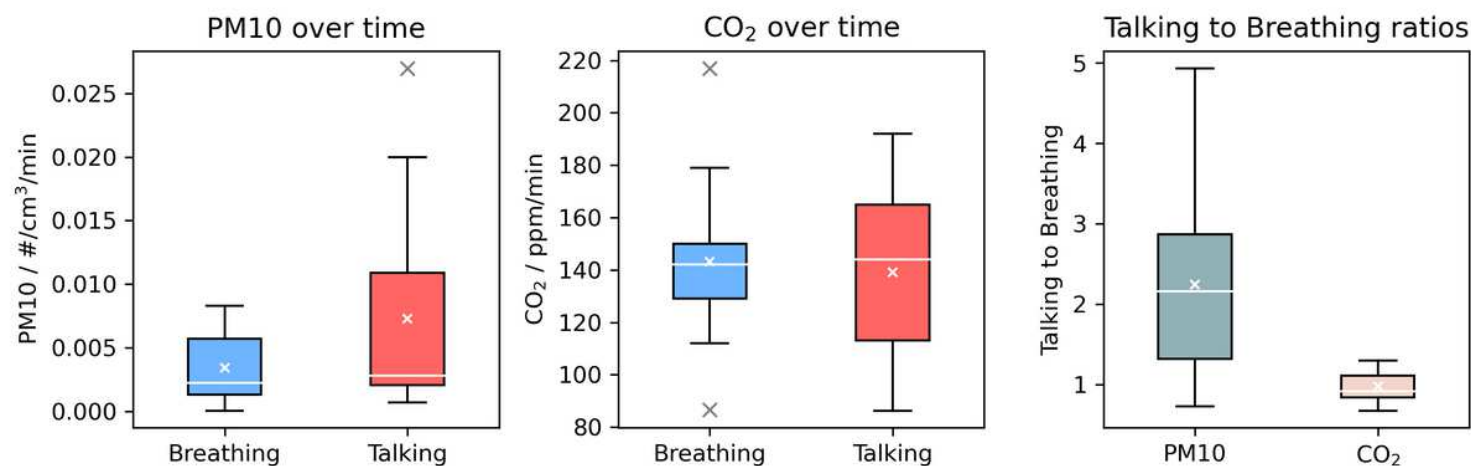 PM10 over time
PM10 / #/cm³/min
0.025
0.020
0.015
0.010
0.005
0.000
Breathing
Talking
CO₂ over time
CO₂ / ppm/min
220
200
180
160
140
120
100
80
Breathing
Talking
Talking to Breathing ratios
Talking to Breathing
5
4
3
2
1
PM10
CO₂